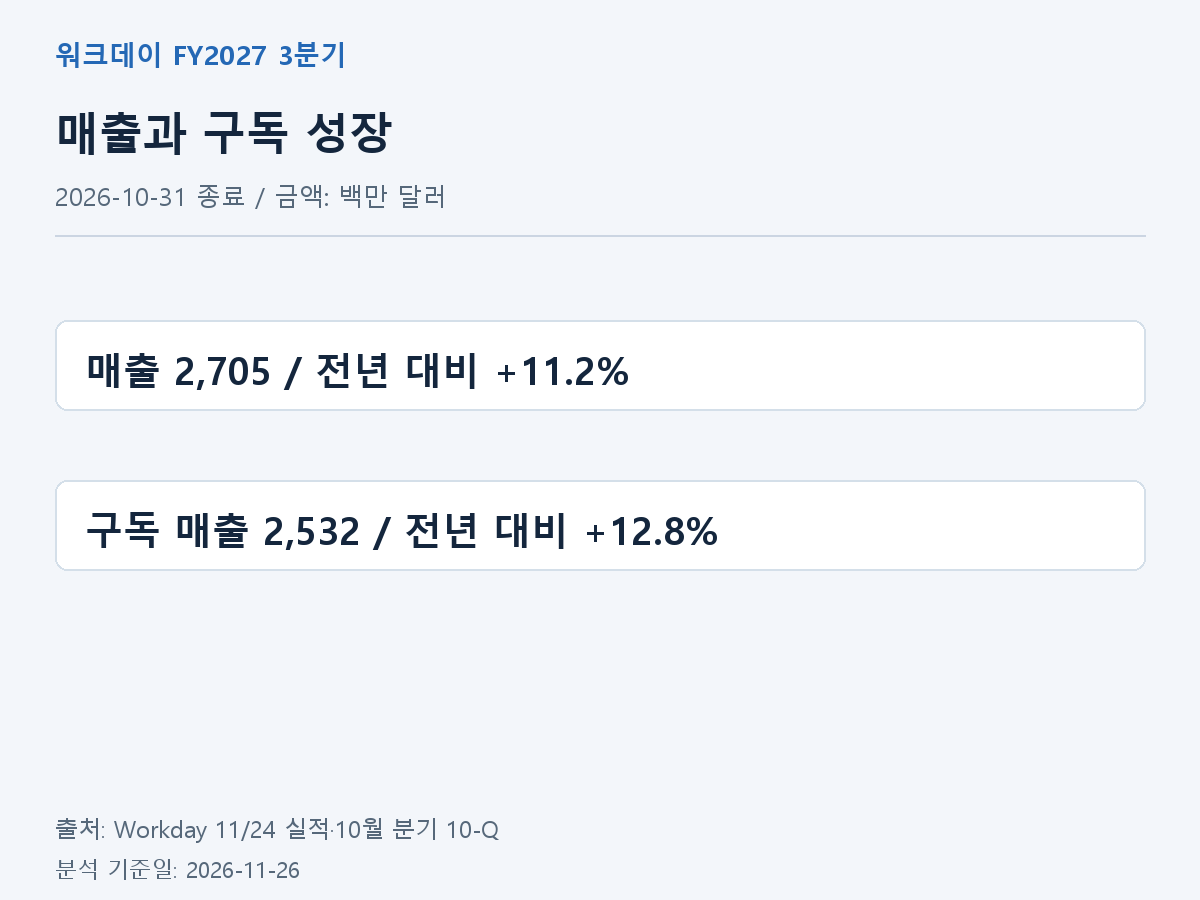 워크데이 FY2027 3분기
매출과 구독 성장
2026-10-31 종료 / 금액: 백만 달러
매출 2,705 / 전년 대비 +11.2%
구독 매출 2,532 / 전년 대비 +12.8%
출처: Workday 11/24 실적·10월 분기 10-Q
분석 기준일: 2026-11-26